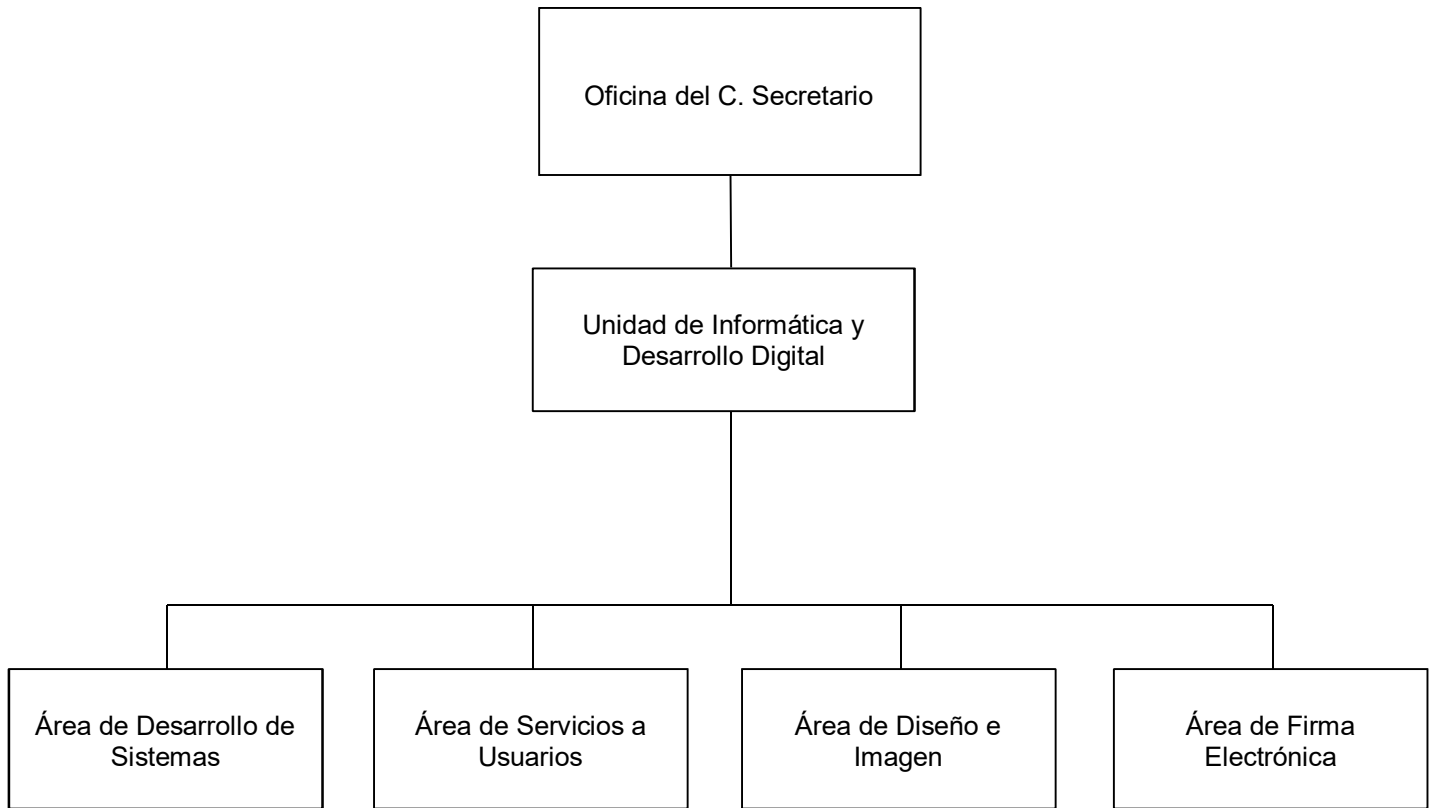 Oficina del C. Secretario
Unidad de Informática y
Desarrollo Digital
Área de Desarrollo de
Sistemas
Área de Servicios a
Usuarios
Área de Diseño e
Imagen
Área de Firma
Electrónica